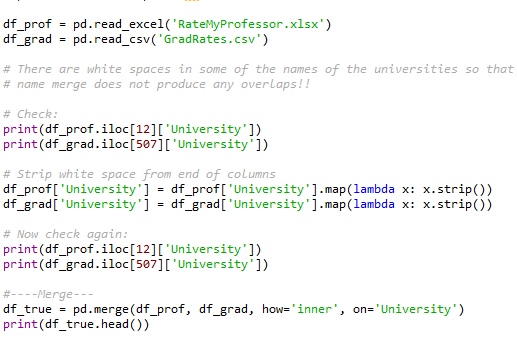 df_prof = pd.read_excel('RateMyProfessor.xlsx')
df_grad = pd.read_csv('GradRates.csv')
# There are white spaces in some of the names of the universities so that
# name merge does not produce any overlaps!!
# Check:
print(df_prof.iloc[12]['University'])
print(df_grad.iloc[507]['University'])
# Strip white space from end of columns
df_prof['University'] = df_prof['University'].map(lambda x: x.strip())
df_grad['University'] = df_grad['University'].map(lambda x: x.strip())
# Now check again:
print(df_prof.iloc[12]['University'])
print(df_grad.iloc[507]['University'])
#----Merge---
df_true = pd.merge(df_prof, df_grad, how='inner', on='University')
print(df_true.head())